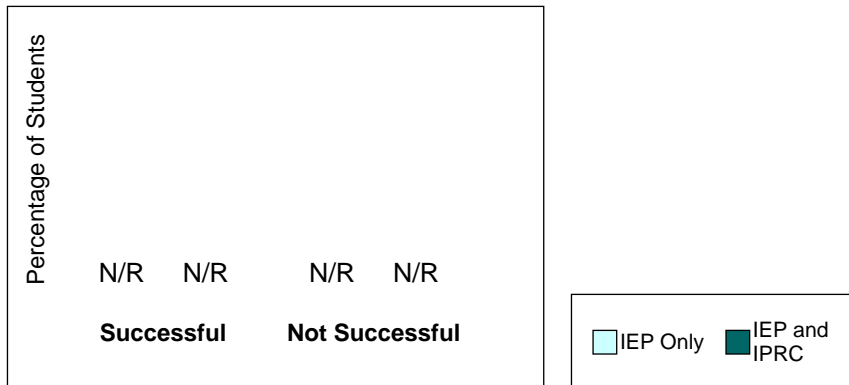 Percentage of Students
N/R N/R N/R N/R
Successful Not Successful
IEP Only
IEP and
IPRC